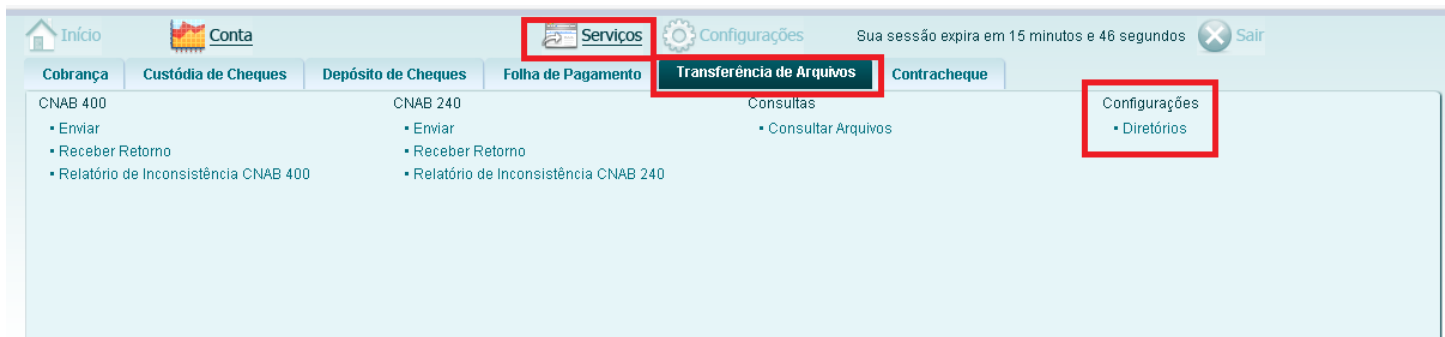 Início Conta Serviços Configurações Sua sessão expira em 15 minutos e 46 segundos Sair
Cobrança Custódia de Cheques Depósito de Cheques Folha de Pagamento Transferência de Arquivos Contracheque
CNAB 400 CNAB 240 Consultas Configurações
▪ Enviar ▪ Enviar ▪ Consultar Arquivos ▪ Diretórios
▪ Receber Retorno ▪ Receber Retorno
▪ Relatório de Inconsistência CNAB 400 ▪ Relatório de Inconsistência CNAB 240